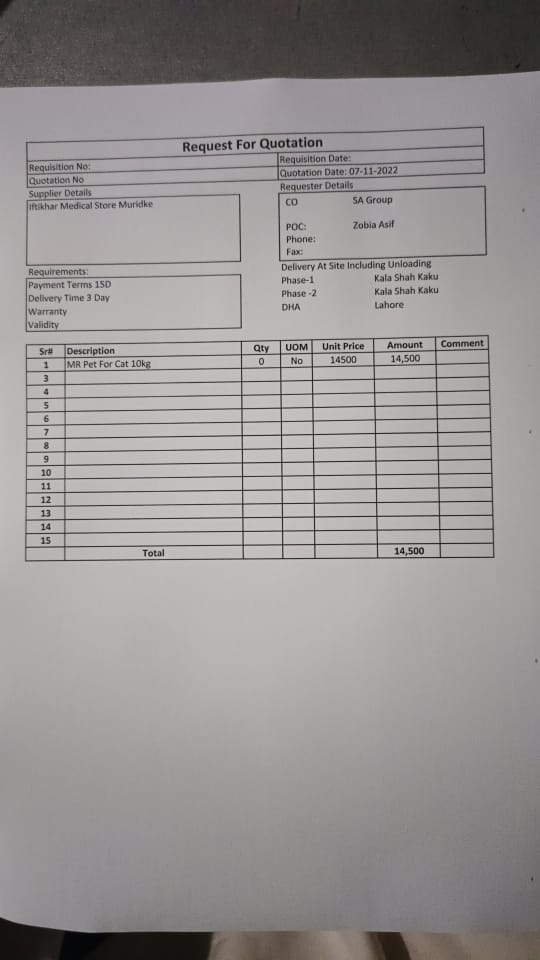 Request For Quotation
Requisition No:
Requisition Date:
Quotation No
Quotation Date: 07-11-2022
Supplier Details
Requester Details
Iftikhar Medical Store Muridke
CO SA Group
POC: Zobia Asif
Phone:
Fax:
Requirements:
Payment Terms 15D
Delivery Time 3 Day
Warranty
Validity
Delivery At Site Including Unloading
Phase-1 Kala Shah Kaku
Phase -2 Kala Shah Kaku
DHA Lahore
Sr# Description Qty UOM Unit Price Amount Comment
1 MR Pet For Cat 10kg 0 No 14500 14,500
3
4
5
6
7
8
9
10
11
12
13
14
15
Total 14,500